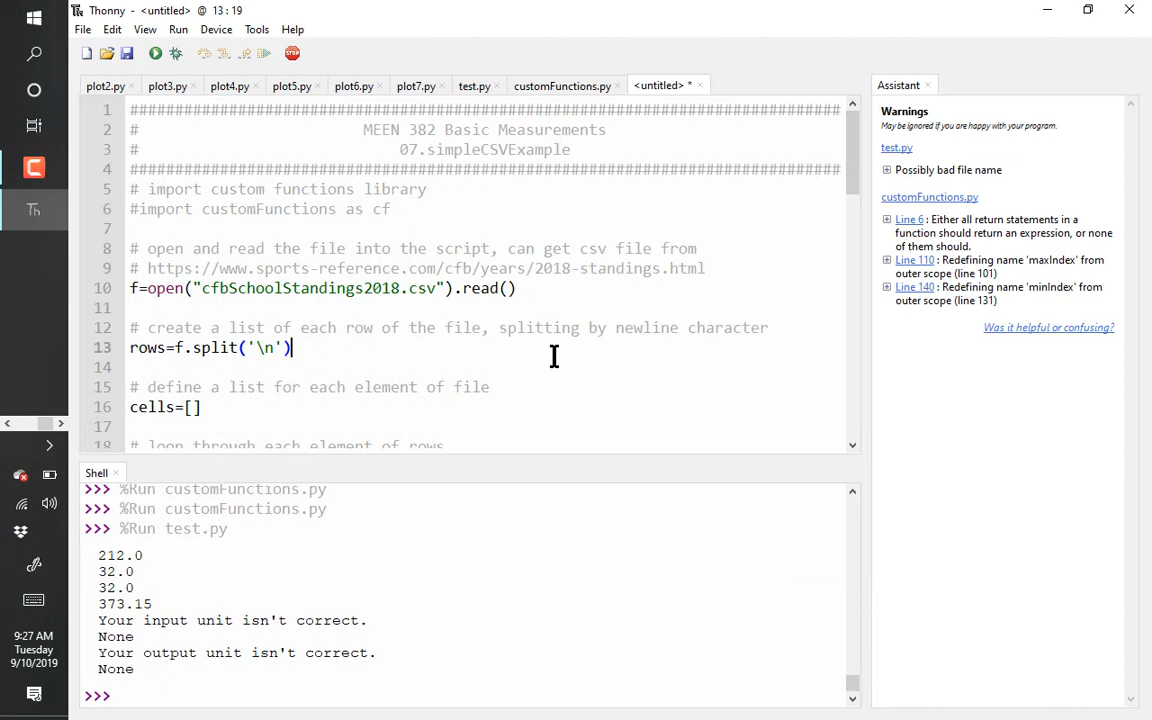 Thonny - <untitled> @ 13 : 19
File Edit View Run Device Tools Help
plot2.py plot3.py plot4.py plot5.py plot6.py plot7.py test.py customFunctions.py <untitled> *
1 ###############################################################################
2 # MEEN 382 Basic Measurements
3 # 07.simpleCSVExample
4 ###############################################################################
5 # import custom functions library
6 #import customFunctions as cf
7
8 # open and read the file into the script, can get csv file from
9 # https://www.sports-reference.com/cfb/years/2018-standings.html
10 f=open("cfbSchoolStandings2018.csv").read()
11
12 # create a list of each row of the file, splitting by newline character
13 rows=f.split('\n')
14
15 # define a list for each element of file
16 cells=[]
17
18 # loop through each element of rows
Shell
>>> %Run customFunctions.py
>>> %Run customFunctions.py
>>> %Run test.py
212.0
32.0
32.0
373.15
Your input unit isn't correct.
None
Your output unit isn't correct.
None
>>>
Assistant
Warnings
May be ignored if you are happy with your program.
test.py
Possibly bad file name
customFunctions.py
Line 6 : Either all return statements in a
function should return an expression, or none
of them should.
Line 110 : Redefining name 'maxIndex' from
outer scope (line 101)
Line 140 : Redefining name 'minIndex' from
outer scope (line 131)
Was it helpful or confusing?
Th
9:27 AM
Tuesday
9/10/2019